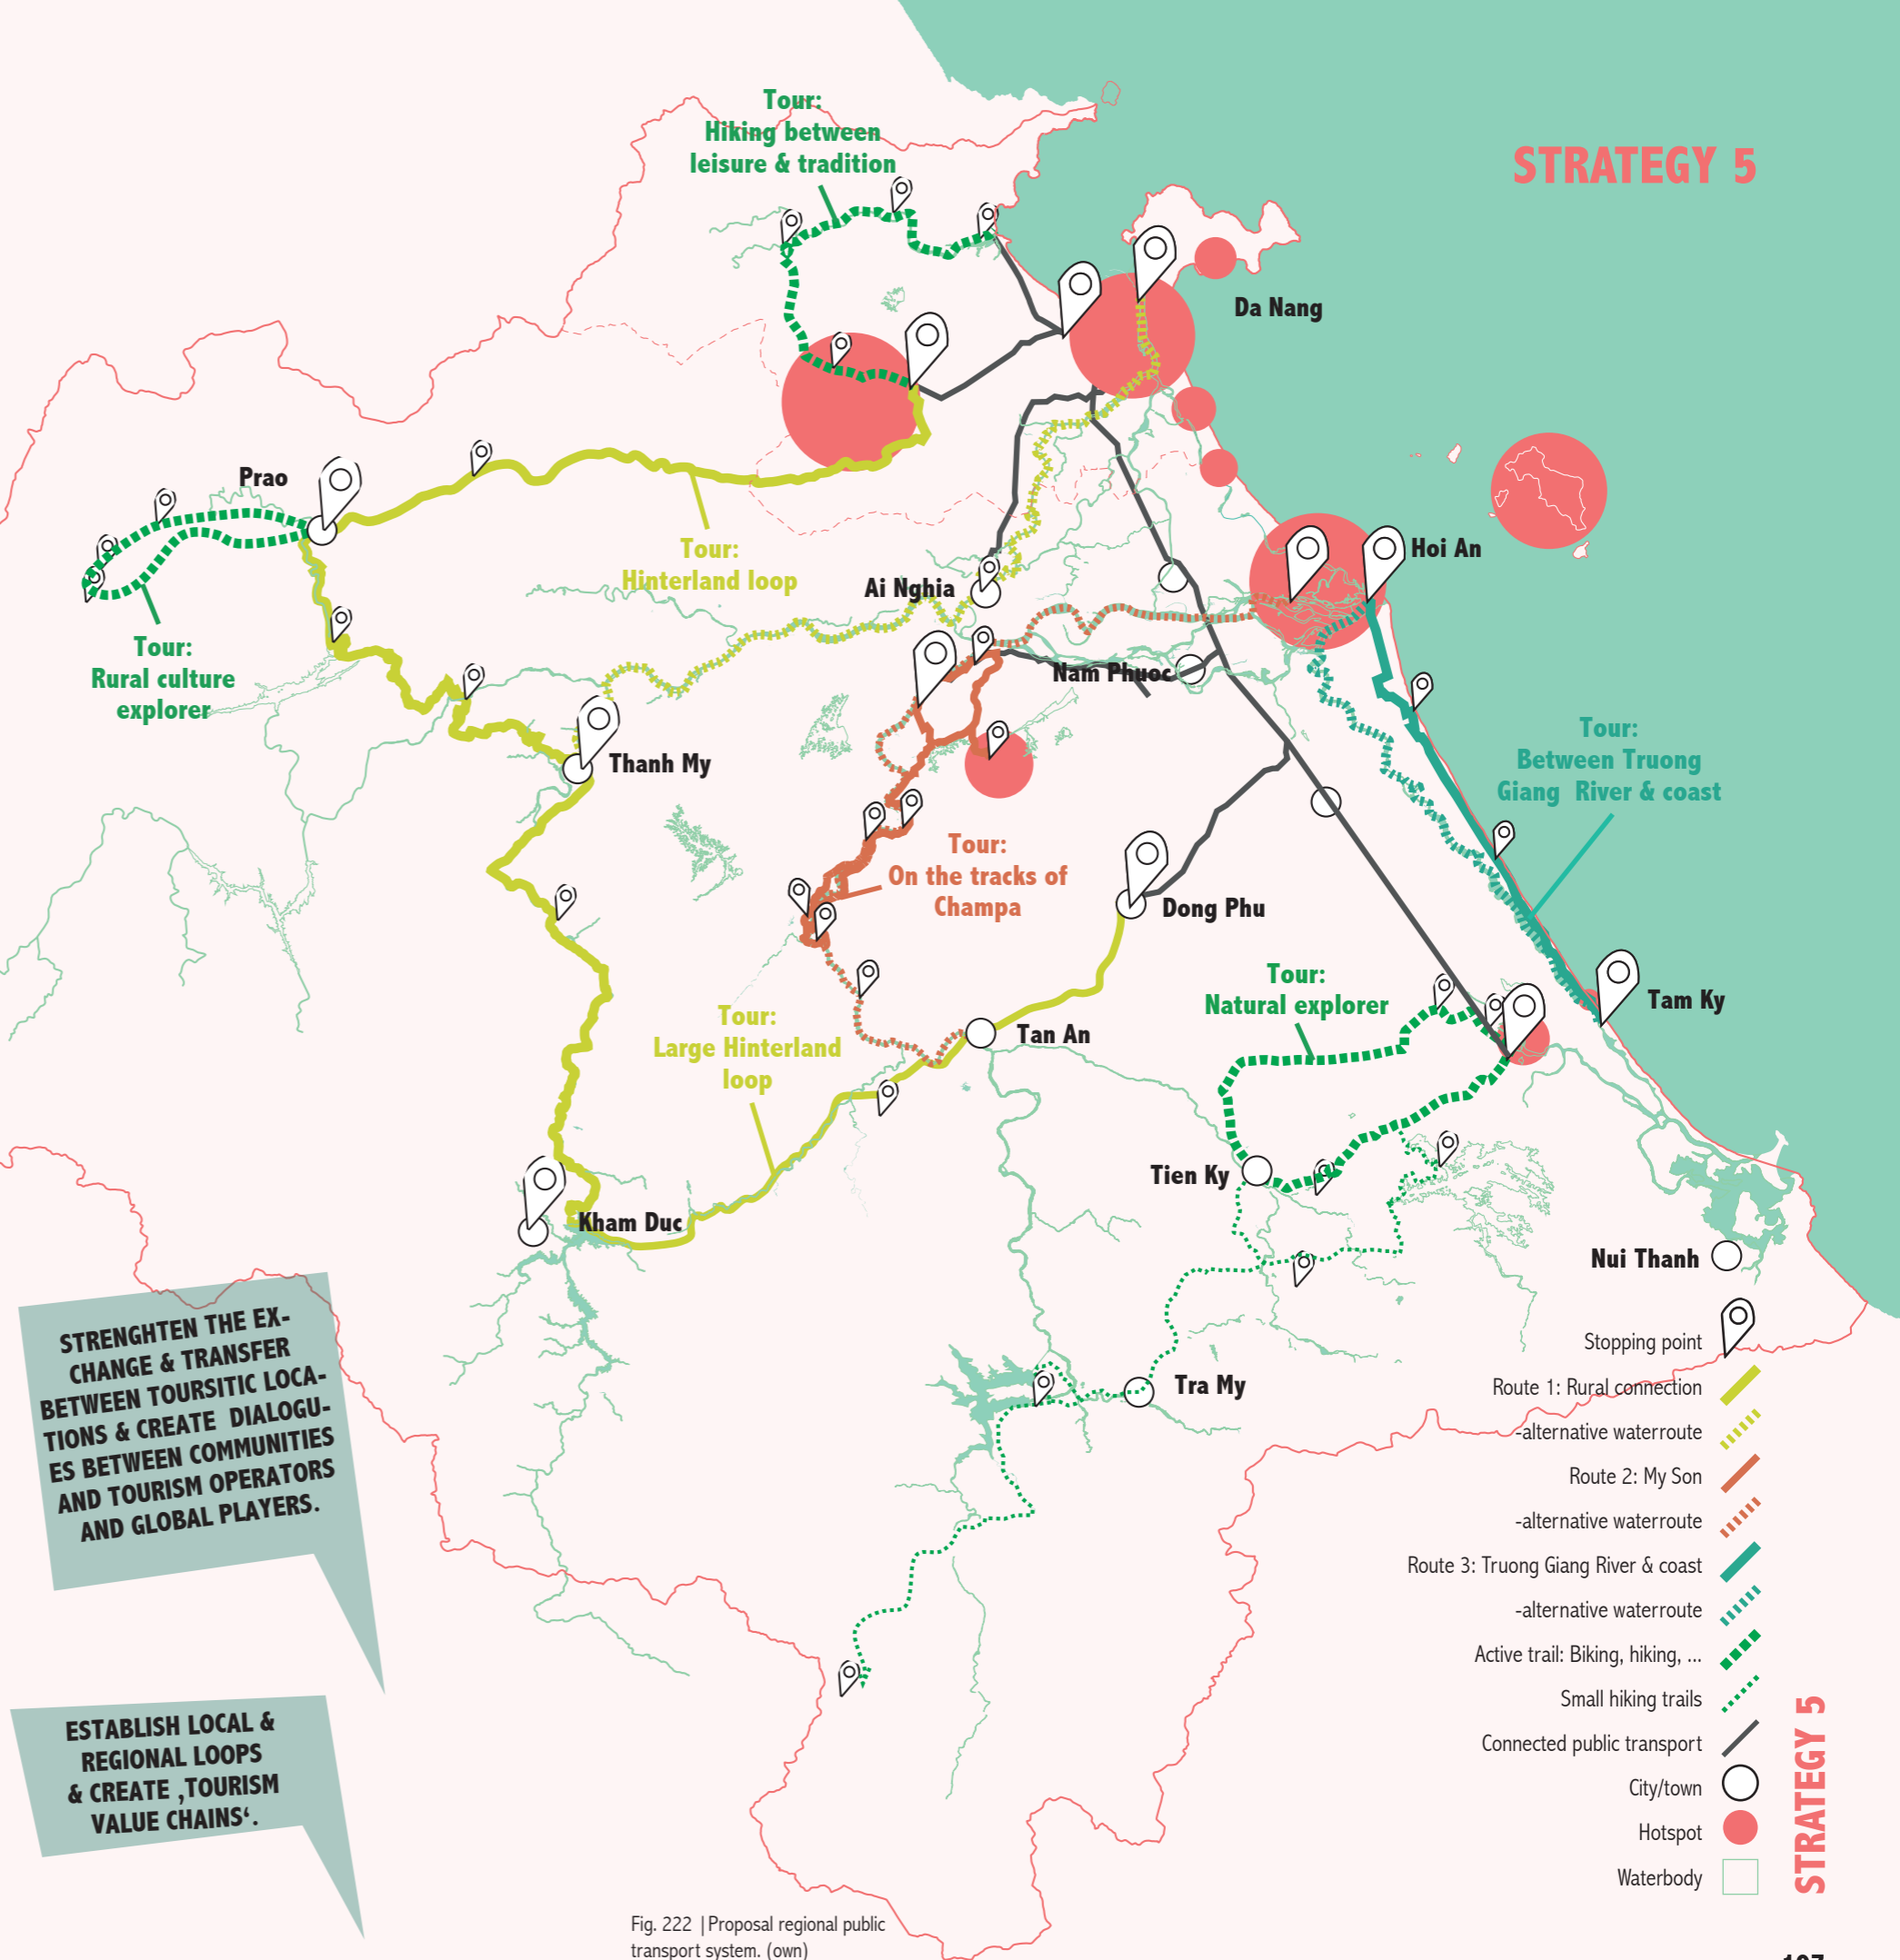 Tour:
Hiking between
leisure & tradition
STRATEGY 5
Da Nang
Prao
Tour:
Hinterland loop
Hoi An
Ai Nghia
Tour:
Rural culture
explorer
Nam Phuoc
Thanh My
Tour:
Between Truong
Giang River & coast
Tour:
On the tracks of
Champa
Dong Phu
Tour:
Natural explorer
Tam Ky
Tour:
Large Hinterland
loop
Tan An
Tien Ky
Kham Duc
Nui Thanh
Tra My
STRENGHTEN THE EX-
CHANGE & TRANSFER
BETWEEN TOURSITIC LOCA-
TIONS & CREATE DIALOGU-
ES BETWEEN COMMUNITIES
AND TOURISM OPERATORS
AND GLOBAL PLAYERS.
ESTABLISH LOCAL &
REGIONAL LOOPS
& CREATE ‚TOURISM
VALUE CHAINS‘.
Stopping point
Route 1: Rural connection
-alternative waterroute
Route 2: My Son
-alternative waterroute
Route 3: Truong Giang River & coast
-alternative waterroute
Active trail: Biking, hiking, ...
Small hiking trails
Connected public transport
City/town
Hotspot
Waterbody
STRATEGY 5
Fig. 222 | Proposal regional public
transport system. (own)